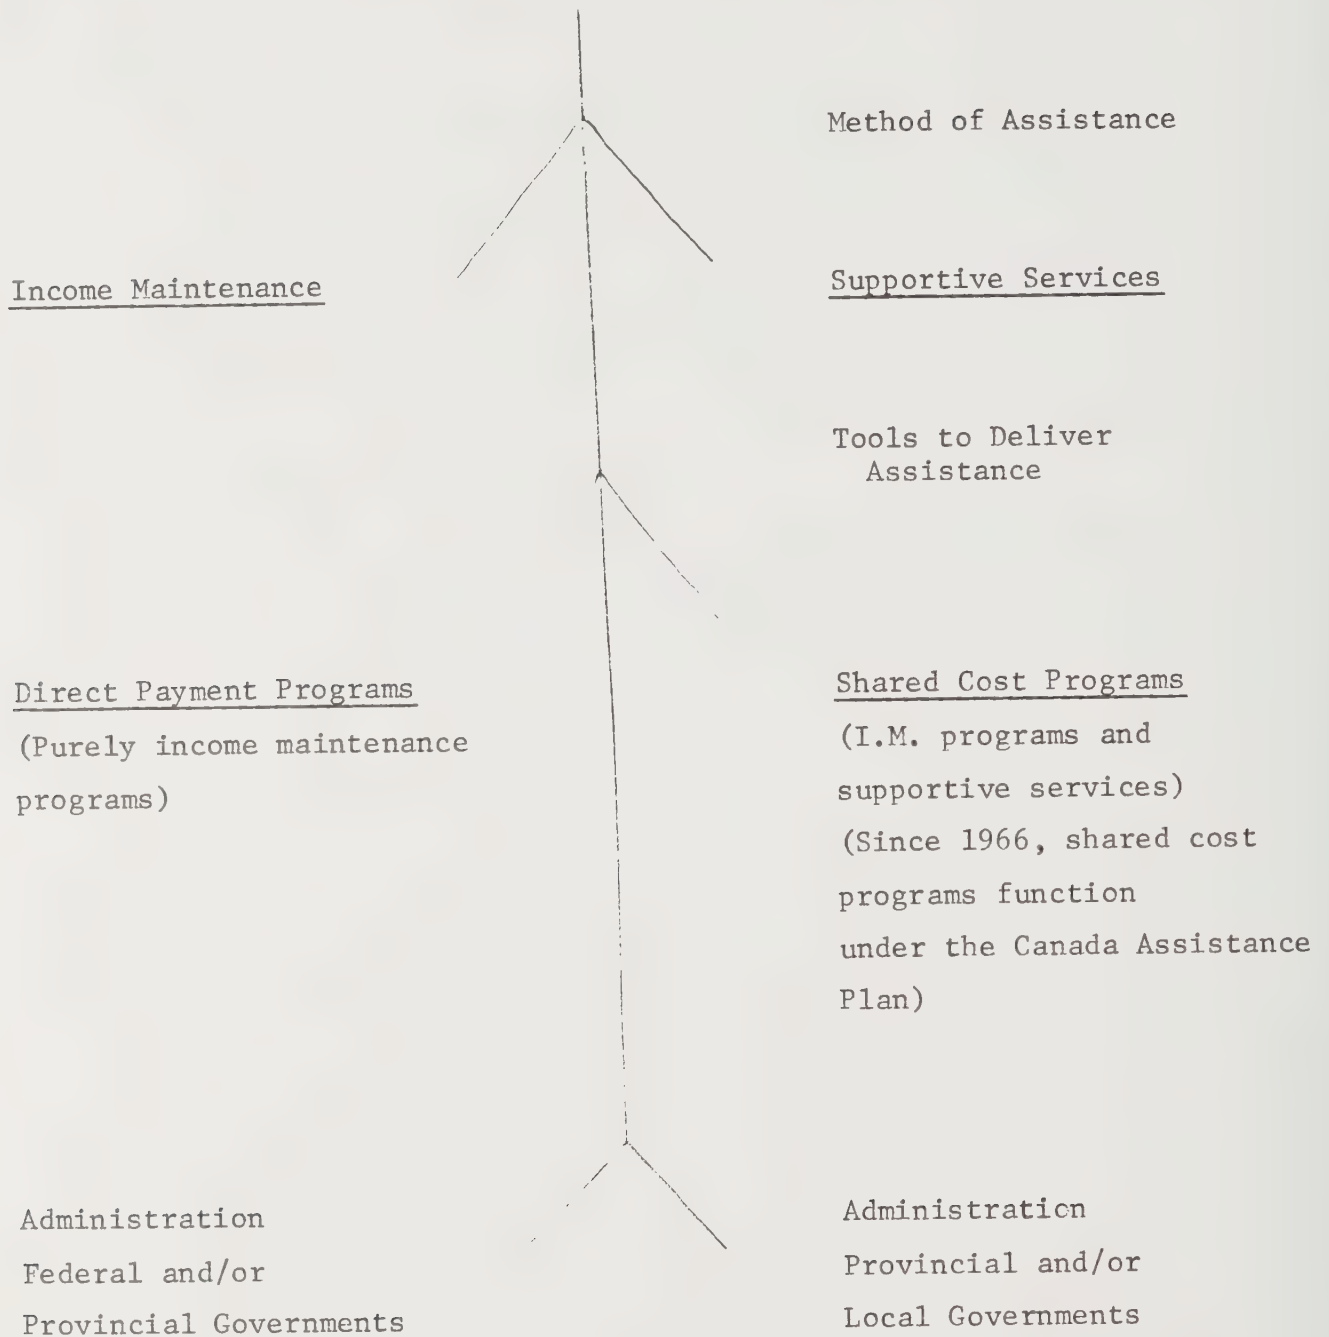 Method of Assistance
Income Maintenance
Supportive Services
Tools to Deliver
Assistance
Direct Payment Programs
(Purely income maintenance
programs)
Shared Cost Programs
(I.M. programs and
supportive services)
(Since 1966, shared cost
programs function
under the Canada Assistance
Plan)
Administration
Federal and/or
Provincial Governments
Administration
Provincial and/or
Local Governments